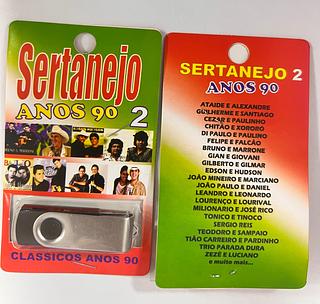 Sertanejo
ANOS 90 2
CLASSICOS ANOS 90
SERTANEJO 2
ANOS 90
ATAIDE E ALEXANDRE
GUILHERME E SANTIAGO
CEZAR E PAULINHO
CHITÃO E XORORO
DI PAULO E PAULINO
FELIPE E FALCÃO
BRUNO E MARRONE
GIAN E GIOVANI
GILBERTO E GILMAR
EDSON E HUDSON
JOÃO MINEIRO E MARCIANO
JOÃO PAULO E DANIEL
LEANDRO E LEONARDO
LOURENÇO E LOURIVAL
MILIONARIO E JOSÉ RICO
TONICO E TINOCO
SERGIO REIS
TEODORO E SAMPAIO
TIÃO CARREIRO E PARDINHO
TRIO PARADA DURA
ZEZÉ E LUCIANO
e muito mais...